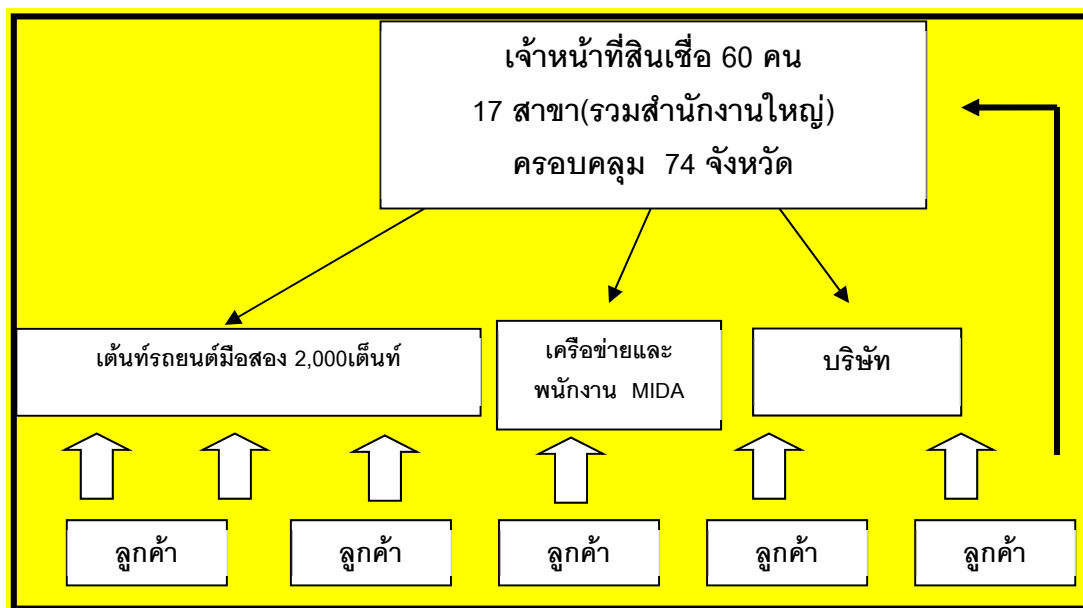 เจ้าหน้าที่สินเชื่อ 60 คน
17 สาขา(รวมสำนักงานใหญ่)
ครอบคลุม 74 จังหวัด
เต้นท์รถยนต์มือสอง 2,000เต็นท์
เครือข่ายและ
พนักงาน MIDA
บริษัท
ลูกค้า
ลูกค้า
ลูกค้า
ลูกค้า
ลูกค้า